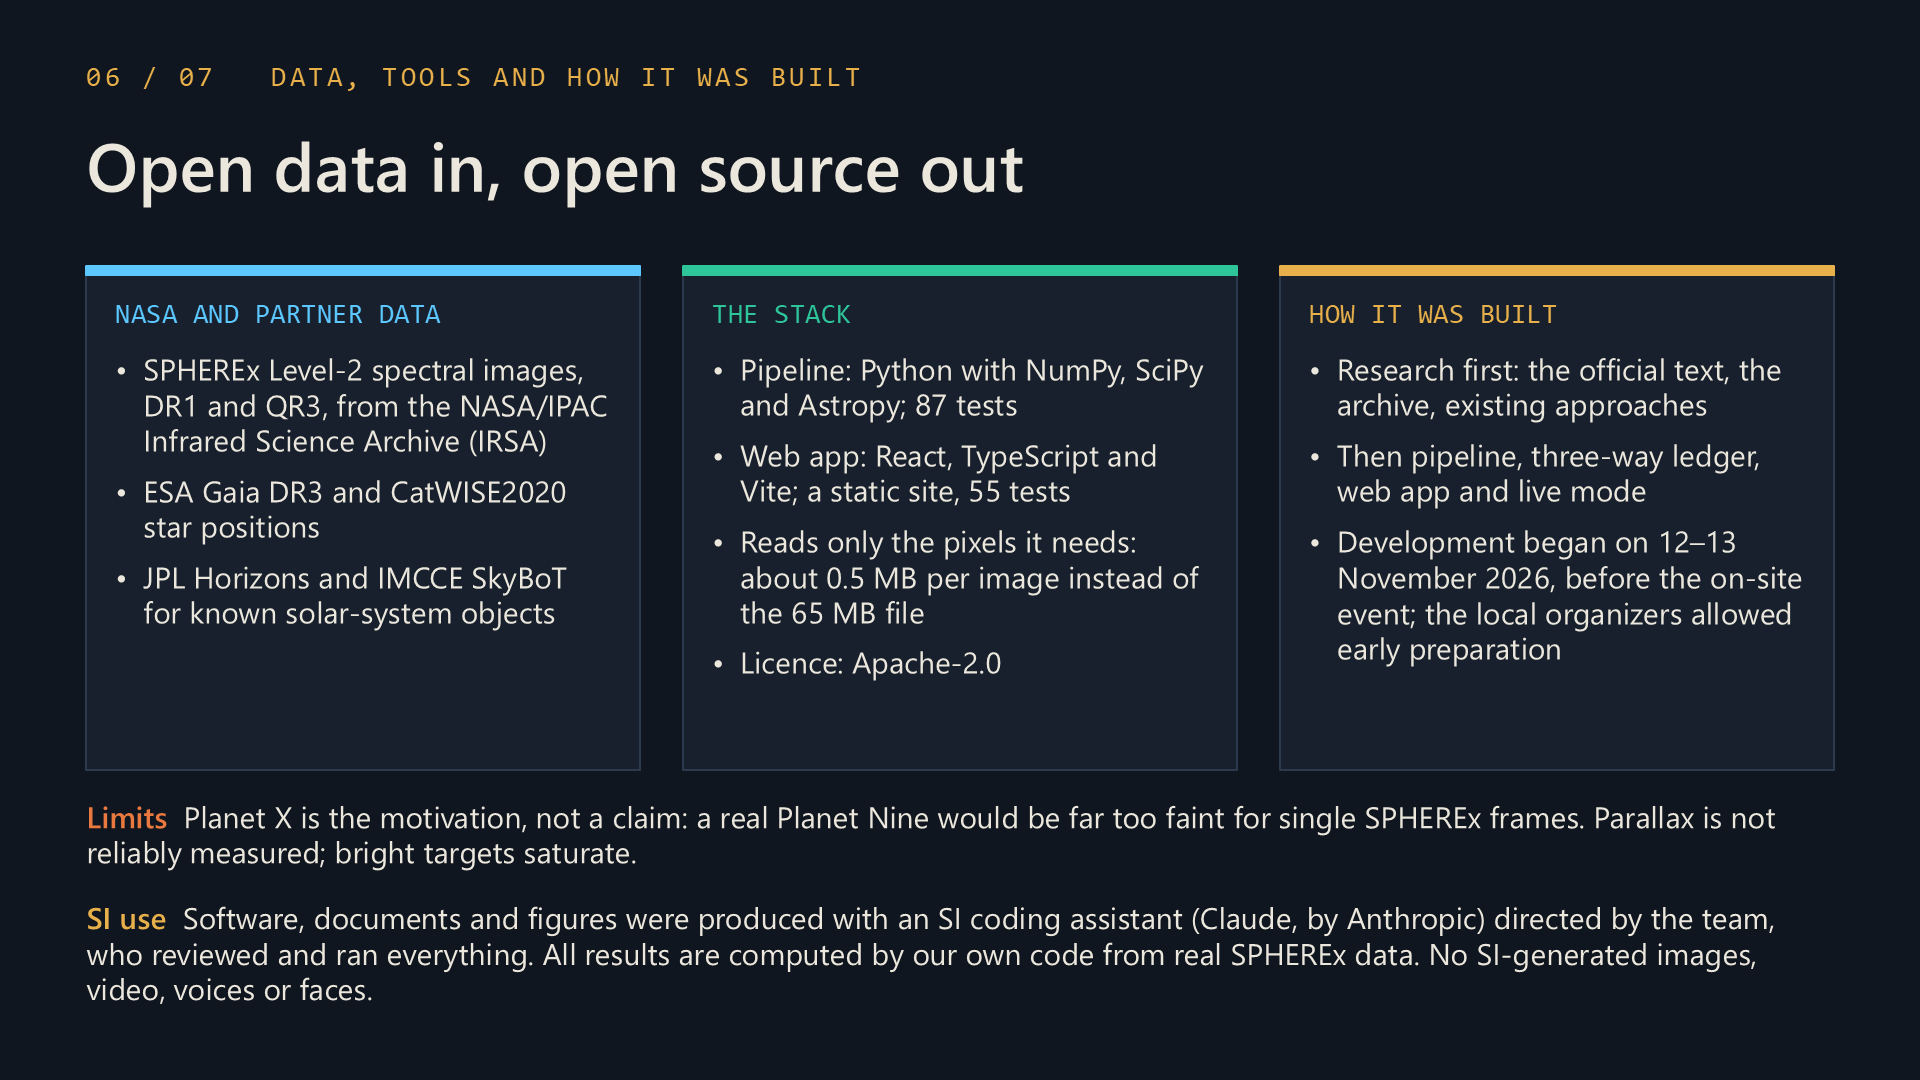 06 / 07 DATA, TOOLS AND HOW IT WAS BUILT
Open data in, open source out
NASA AND PARTNER DATA
• SPHEREx Level-2 spectral images,
DR1 and QR3, from the NASA/IPAC
Infrared Science Archive (IRSA)
• ESA Gaia DR3 and CatWISE2020
star positions
• JPL Horizons and IMCCE SkyBoT
for known solar-system objects
THE STACK
• Pipeline: Python with NumPy, SciPy
and Astropy; 87 tests
• Web app: React, TypeScript and
Vite; a static site, 55 tests
• Reads only the pixels it needs:
about 0.5 MB per image instead of
the 65 MB file
• Licence: Apache-2.0
HOW IT WAS BUILT
• Research first: the official text, the
archive, existing approaches
• Then pipeline, three-way ledger,
web app and live mode
• Development began on 12–13
November 2026, before the on-site
event; the local organizers allowed
early preparation
Limits Planet X is the motivation, not a claim: a real Planet Nine would be far too faint for single SPHEREx frames. Parallax is not
reliably measured; bright targets saturate.
SI use Software, documents and figures were produced with an SI coding assistant (Claude, by Anthropic) directed by the team,
who reviewed and ran everything. All results are computed by our own code from real SPHEREx data. No SI-generated images,
video, voices or faces.